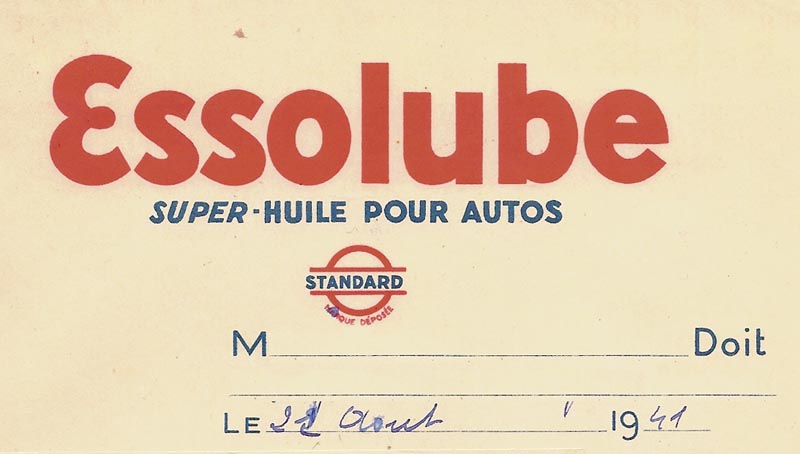 Essolube
SUPER-HUILE POUR AUTOS
STANDARD
MARQUE DÉPOSÉE
M Doit
LE Aout 1941